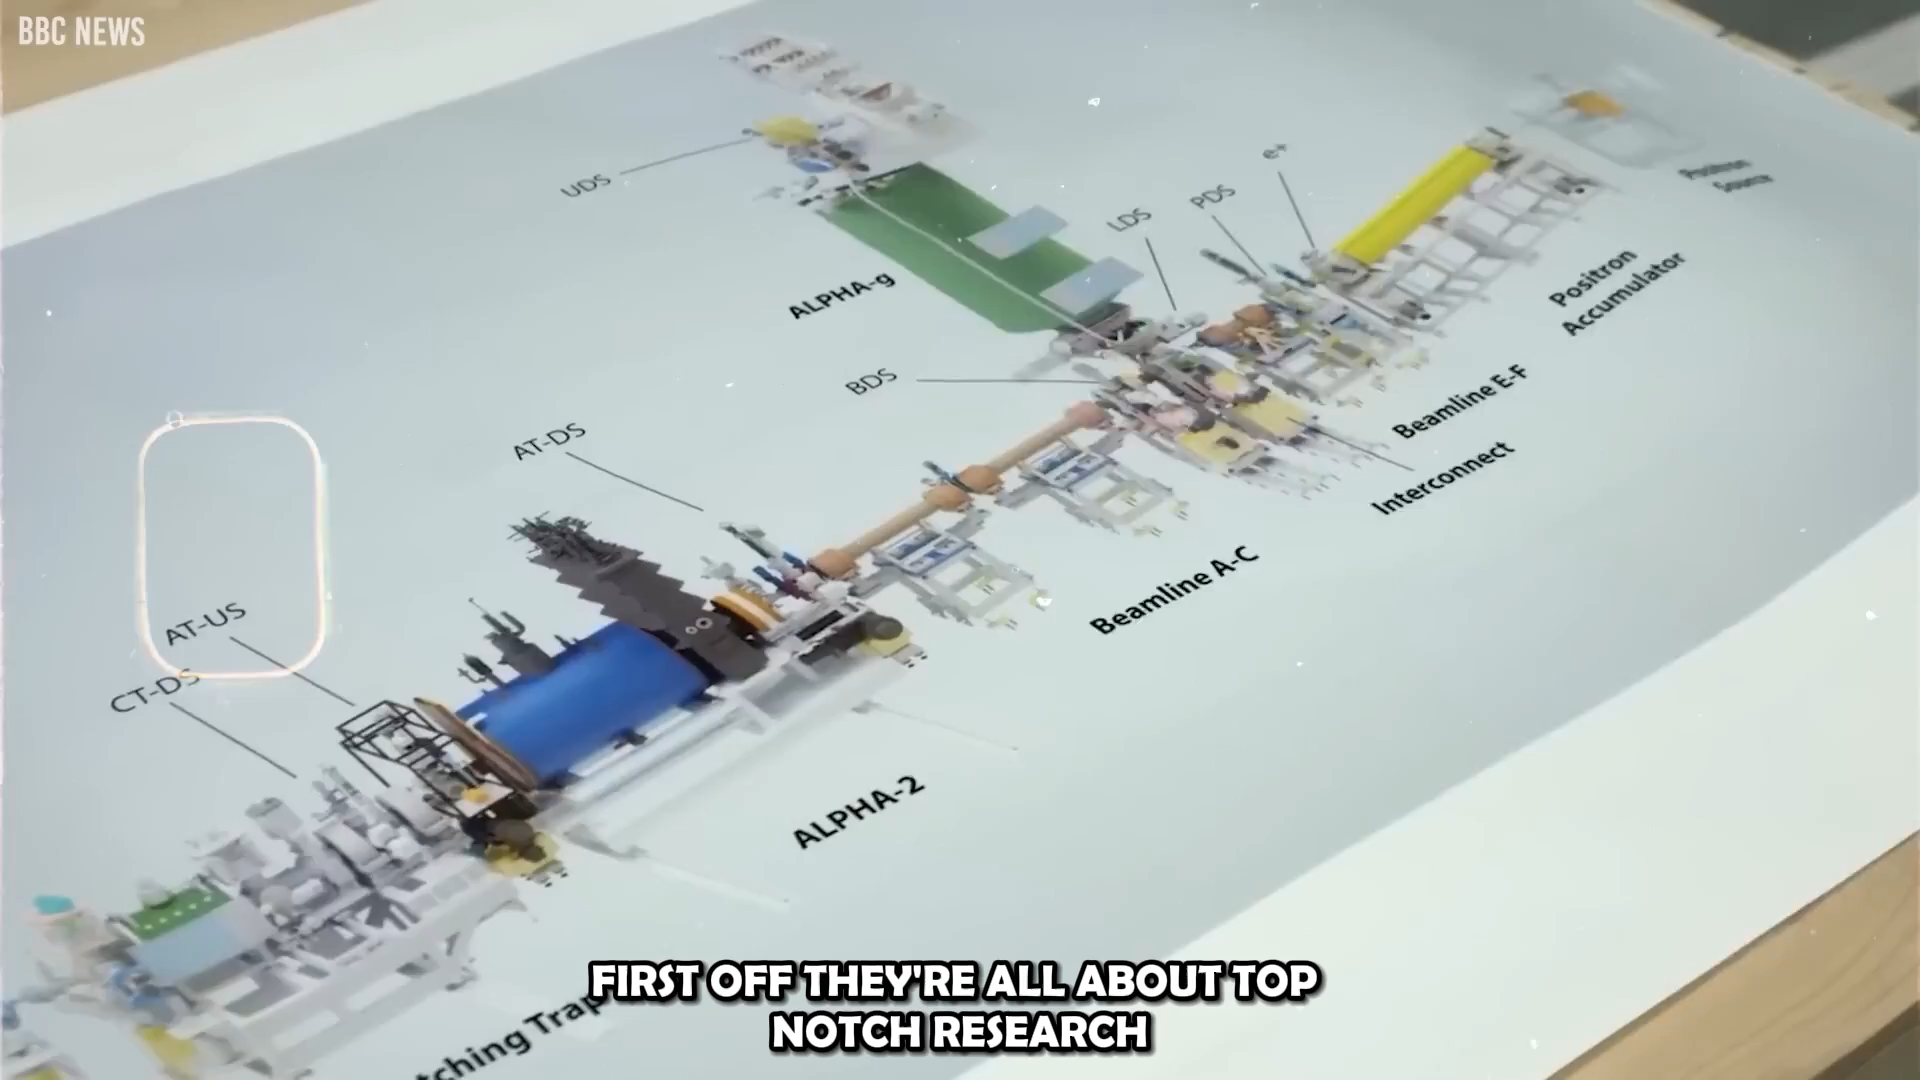 BBC NEWS
UDS
e+
PDS
LDS
Positron
Source
ALPHA-g
Positron
Accumulator
BDS
Beamline E-F
AT-DS
Interconnect
Beamline A-C
AT-US
CT-DS
ALPHA-2
tching Trap
FIRST OFF THEY'RE ALL ABOUT TOP
NOTCH RESEARCH